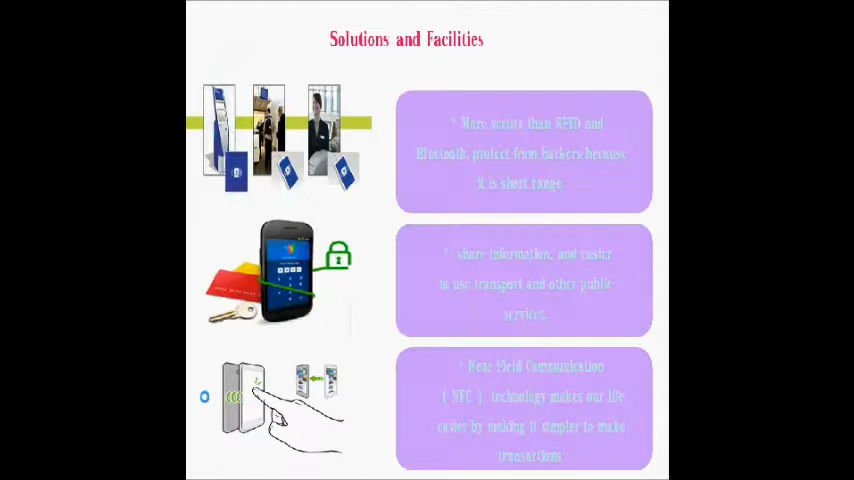 Solutions and Facilities
* More secure than RFID and
Bluetooth, protect from hackers because
it is short range
* share information, and easier
to use transport and other public
services.
* Near Field Communication
( NFC ) technology makes our life
easier by making it simpler to make
transactions